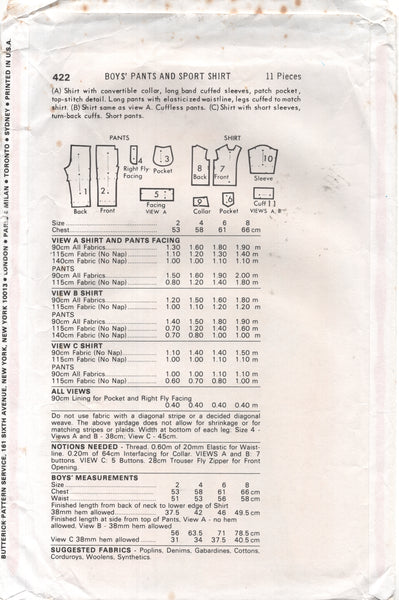 422 BOYS' PANTS AND SPORT SHIRT 11 Pieces
(A) Shirt with convertible collar, long band cuffed sleeves, patch pocket,
top-stitch detail. Long pants with elasticized waistline, legs cuffed to match
shirt. (B) Shirt same as view A. Cuffless pants. (C) Shirt with short sleeves,
turn-back cuffs. Short pants.
PANTS SHIRT
1 2 4 3 5 8 7 10 9 6 11
Back Front Right Fly Facing Pocket Facing VIEW A Back Front Sleeve Collar Pocket Cuff VIEWS A, B
Size 2 4 6 8
Chest 53 58 61 66 cm
VIEW A SHIRT AND PANTS FACING
90cm All Fabrics 1.30 1.60 1.80 1.90 m
115cm Fabric (No Nap) 1.10 1.20 1.30 1.40 m
140cm Fabric (No Nap) 1.00 1.00 1.10 1.10 m
PANTS
90cm All Fabrics 1.50 1.60 1.90 2.00 m
115cm Fabric (No Nap) 0.80 1.20 1.40 1.80 m
VIEW B SHIRT
90cm All Fabrics 1.20 1.50 1.60 1.80 m
115cm Fabric (No Nap) 1.00 1.10 1.20 1.20 m
PANTS
90cm All Fabrics 1.40 1.50 1.80 1.90 m
115cm Fabric (No Nap) 0.70 1.20 1.40 1.60 m
140cm Fabric (No Nap) 0.70 0.80 1.00 1.00 m
VIEW C SHIRT
90cm Fabric (No Nap) 1.10 1.40 1.40 1.50 m
115cm Fabric (No Nap) 1.00 1.00 1.10 1.10 m
PANTS
90cm All Fabrics 1.00 1.00 1.10 1.10 m
115cm Fabric (No Nap) 0.60 0.70 0.80 1.00 m
ALL VIEWS
90cm Lining for Pocket and Right Fly Facing
0.40 0.40 0.40 0.40 m
Do not use fabric with a diagonal stripe or a decided diagonal
weave. The above yardage does not allow for shrinkage or for
matching stripes or plaids. Width at bottom of each leg: Size 4 -
Views A and B - 38cm; View C - 45cm.
NOTIONS NEEDED - Thread. 0.60m of 20mm Elastic for Waist-
line. 0.20m of 64cm Interfacing for Collar. VIEWS A and B: 7
buttons. VIEW C: 5 Buttons. 28cm Trouser Fly Zipper for Front
Opening.
BOYS' MEASUREMENTS
Size 2 4 6 8
Chest 53 58 61 66 cm
Waist 51 53 56 58 cm
Finished length from back of neck to lower edge of Shirt
38mm hem allowed 37.5 42 46 49.5 cm
Finished length at side from top of Pants, View A - no hem
allowed, View B - 38mm hem allowed
56 63.5 71 78.5 cm
View C 38mm hem allowed 31 34 37.5 40.5 cm
SUGGESTED FABRICS - Poplins, Denims, Gabardines, Cottons,
Corduroys, Woolens, Synthetics.
BUTTERICK PATTERN SERVICE, 161 SIXTH AVENUE, NEW YORK, NEW YORK 10013 • LONDON • MILAN • TORONTO • SYDNEY • PRINTED IN U.S.A.